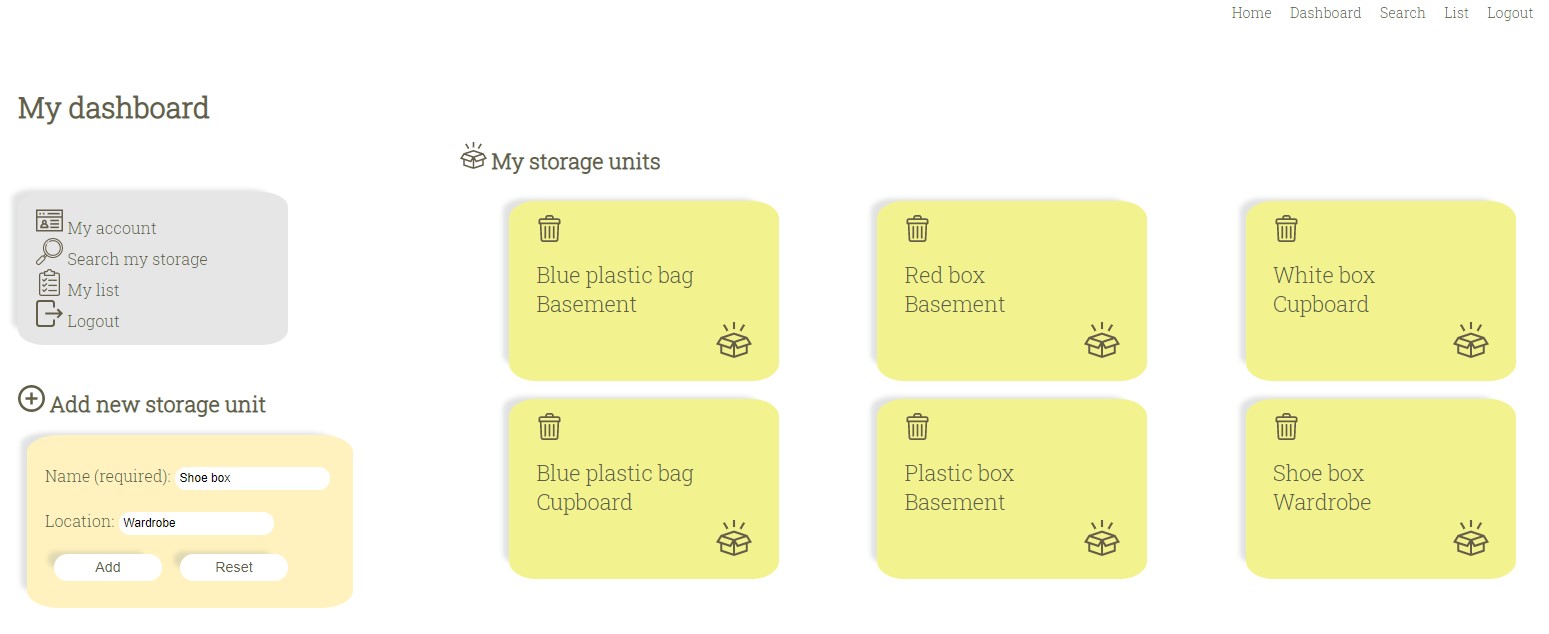 Home Dashboard Search List Logout
My dashboard
My storage units
My account
Search my storage
My list
Logout
Add new storage unit
Name (required): Shoe box
Location: Wardrobe
Add Reset
Blue plastic bag
Basement
Red box
Basement
White box
Cupboard
Blue plastic bag
Cupboard
Plastic box
Basement
Shoe box
Wardrobe